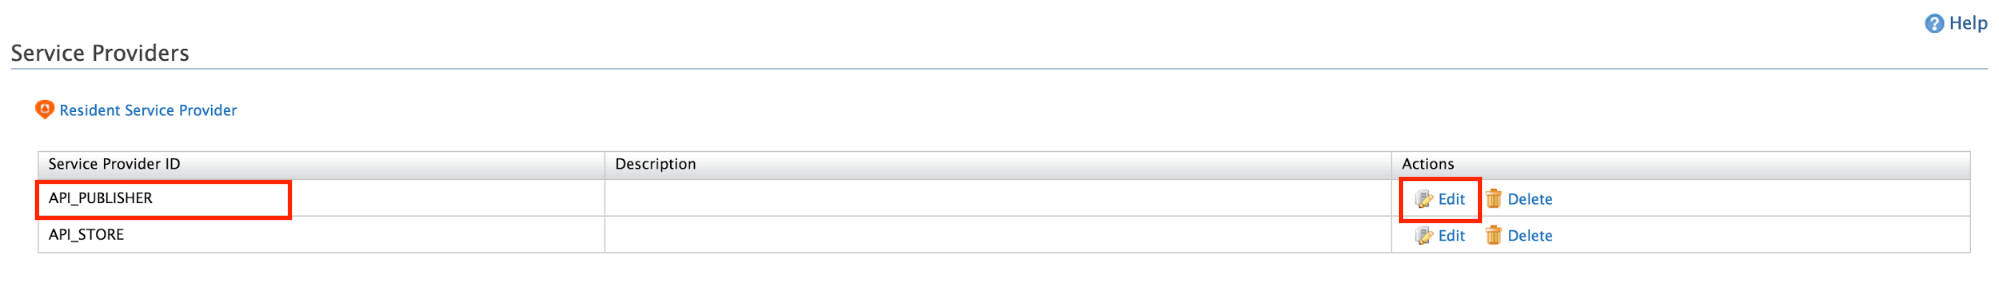 Help
Service Providers
Resident Service Provider
Service Provider ID Description Actions
API_PUBLISHER Edit Delete
API_STORE Edit Delete